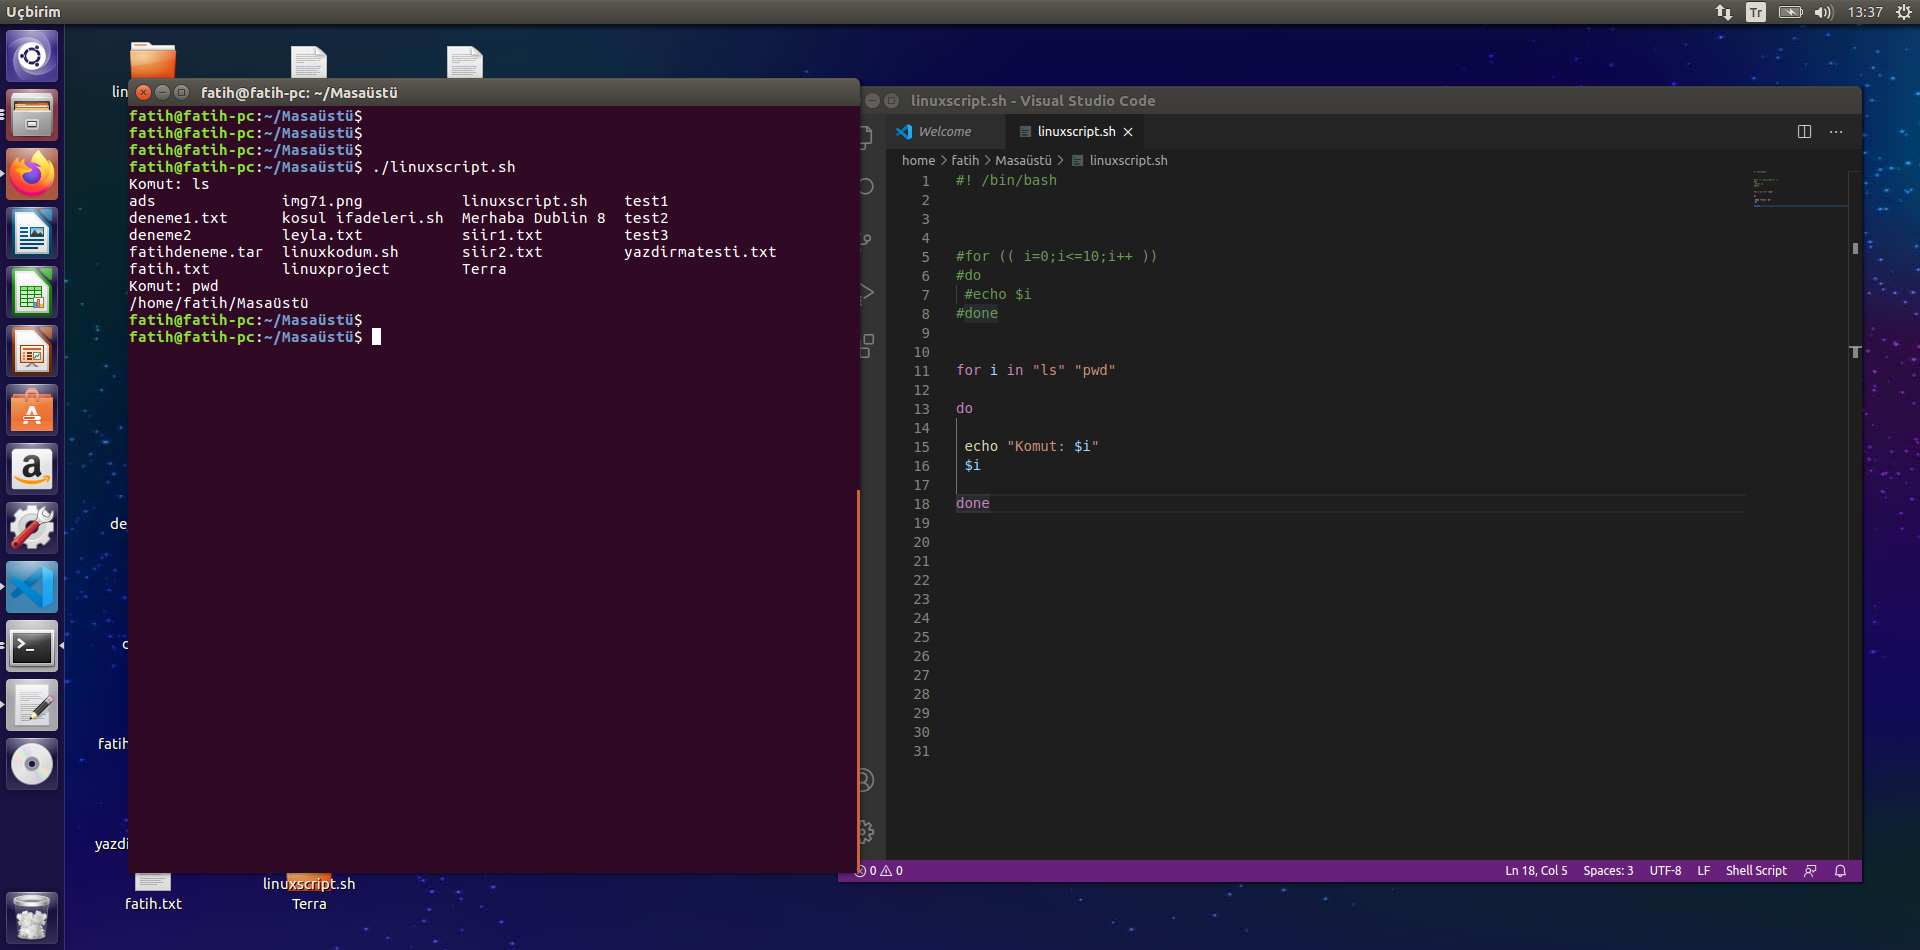 Uçbirim
Tr
13:37
lin
fatih@fatih-pc: ~/Masaüstü
fatih@fatih-pc:~/Masaüstü$
fatih@fatih-pc:~/Masaüstü$
fatih@fatih-pc:~/Masaüstü$
fatih@fatih-pc:~/Masaüstü$ ./linuxscript.sh
Komut: ls
ads img71.png linuxscript.sh test1
deneme1.txt kosul ifadeleri.sh Merhaba Dublin 8 test2
deneme2 leyla.txt siir1.txt test3
fatihdeneme.tar linuxkodum.sh siir2.txt yazdirmatesti.txt
fatih.txt linuxproject Terra
Komut: pwd
/home/fatih/Masaüstü
fatih@fatih-pc:~/Masaüstü$
fatih@fatih-pc:~/Masaüstü$
de
fatih
yazdi
fatih.txt
linuxscript.sh
Terra
linuxscript.sh - Visual Studio Code
Welcome
linuxscript.sh
home > fatih > Masaüstü > linuxscript.sh
1 #! /bin/bash
2
3
4
5 #for (( i=0;i<=10;i++ ))
6 #do
7 #echo $i
8 #done
9
10
11 for i in "ls" "pwd"
12
13 do
14
15 echo "Komut: $i"
16 $i
17
18 done
19
20
21
22
23
24
25
26
27
28
29
30
31
0 0 Ln 18, Col 5 Spaces: 3 UTF-8 LF Shell Script